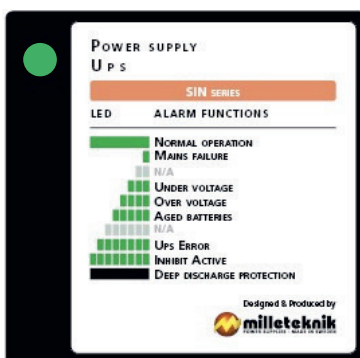 POWER SUPPLY
UPS
SIN SERIES
LED ALARM FUNCTIONS
NORMAL OPERATION
MAINS FAILURE
N/A
UNDER VOLTAGE
OVER VOLTAGE
AGED BATTERIES
N/A
UPS ERROR
INHIBIT ACTIVE
DEEP DISCHARGE PROTECTION
Designed & Produced by
milleteknik
POWER SUPPLIES - MADE IN SWEDEN